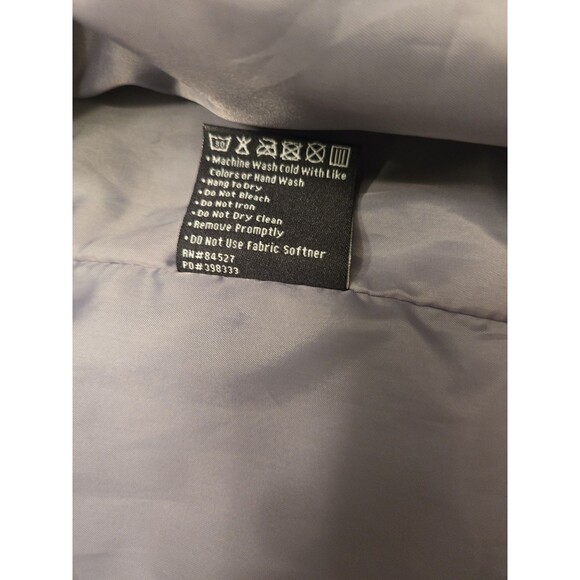 30
•Machine Wash Cold With Like
Colors or Hand Wash
•Hang To Dry
•Do Not Bleach
•Do Not Iron
•Do Not Dry Clean
•Remove Promptly
•Do Not Use Fabric Softner
RN#84527
PO#398333